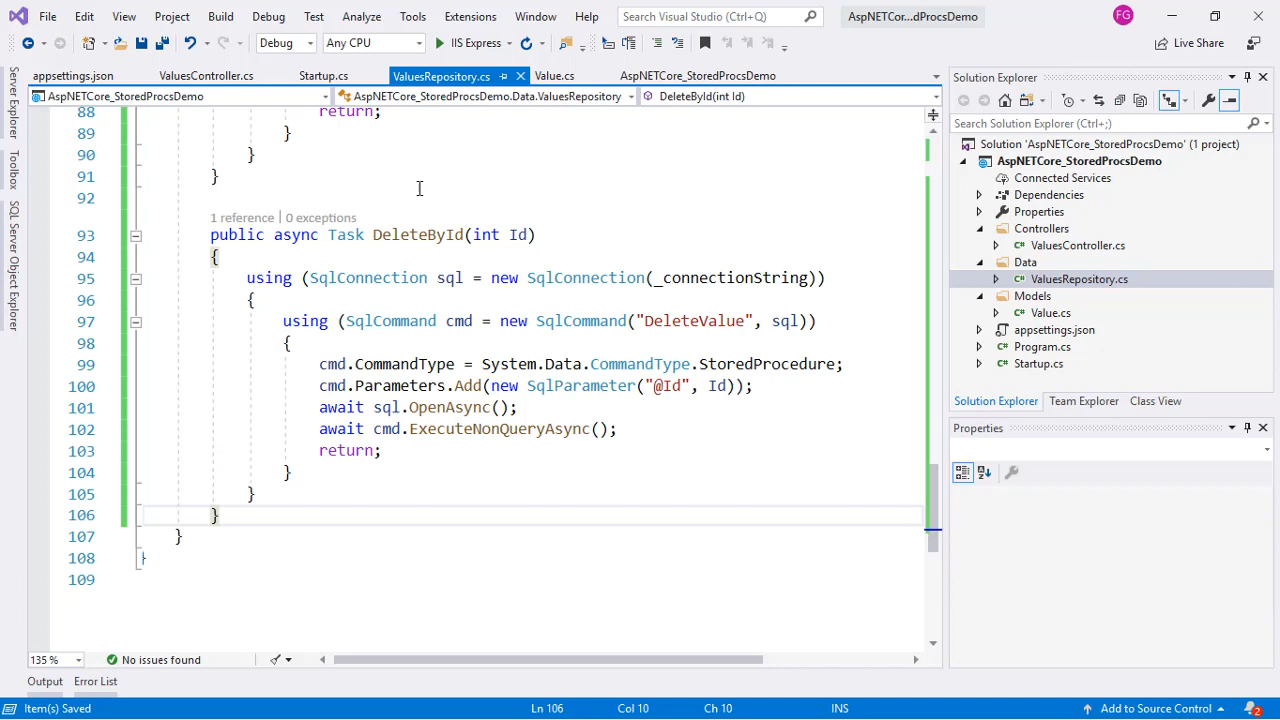 File Edit View Project Build Debug Test Analyze Tools Extensions Window Help Search Visual Studio (Ctrl+Q) AspNETCor...dProcsDemo FG
Debug Any CPU IIS Express Live Share
appsettings.json ValuesController.cs Startup.cs ValuesRepository.cs Value.cs AspNETCore_StoredProcsDemo
AspNETCore_StoredProcsDemo AspNETCore_StoredProcsDemo.Data.ValuesRepository DeleteById(int Id)
Server Explorer
Toolbox
SQL Server Object Explorer
88 return;
89 }
90 }
91 }
92
1 reference | 0 exceptions
93 public async Task DeleteById(int Id)
94 {
95 using (SqlConnection sql = new SqlConnection(_connectionString))
96 {
97 using (SqlCommand cmd = new SqlCommand("DeleteValue", sql))
98 {
99 cmd.CommandType = System.Data.CommandType.StoredProcedure;
100 cmd.Parameters.Add(new SqlParameter("@Id", Id));
101 await sql.OpenAsync();
102 await cmd.ExecuteNonQueryAsync();
103 return;
104 }
105 }
106 }
107 }
108 }
109
135 % No issues found
Output Error List
Solution Explorer
Search Solution Explorer (Ctrl+;)
Solution 'AspNETCore_StoredProcsDemo' (1 project)
AspNETCore_StoredProcsDemo
Connected Services
Dependencies
Properties
Controllers
ValuesController.cs
Data
ValuesRepository.cs
Models
Value.cs
appsettings.json
Program.cs
Startup.cs
Solution Explorer Team Explorer Class View
Properties
Item(s) Saved Ln 106 Col 10 Ch 10 INS Add to Source Control 2